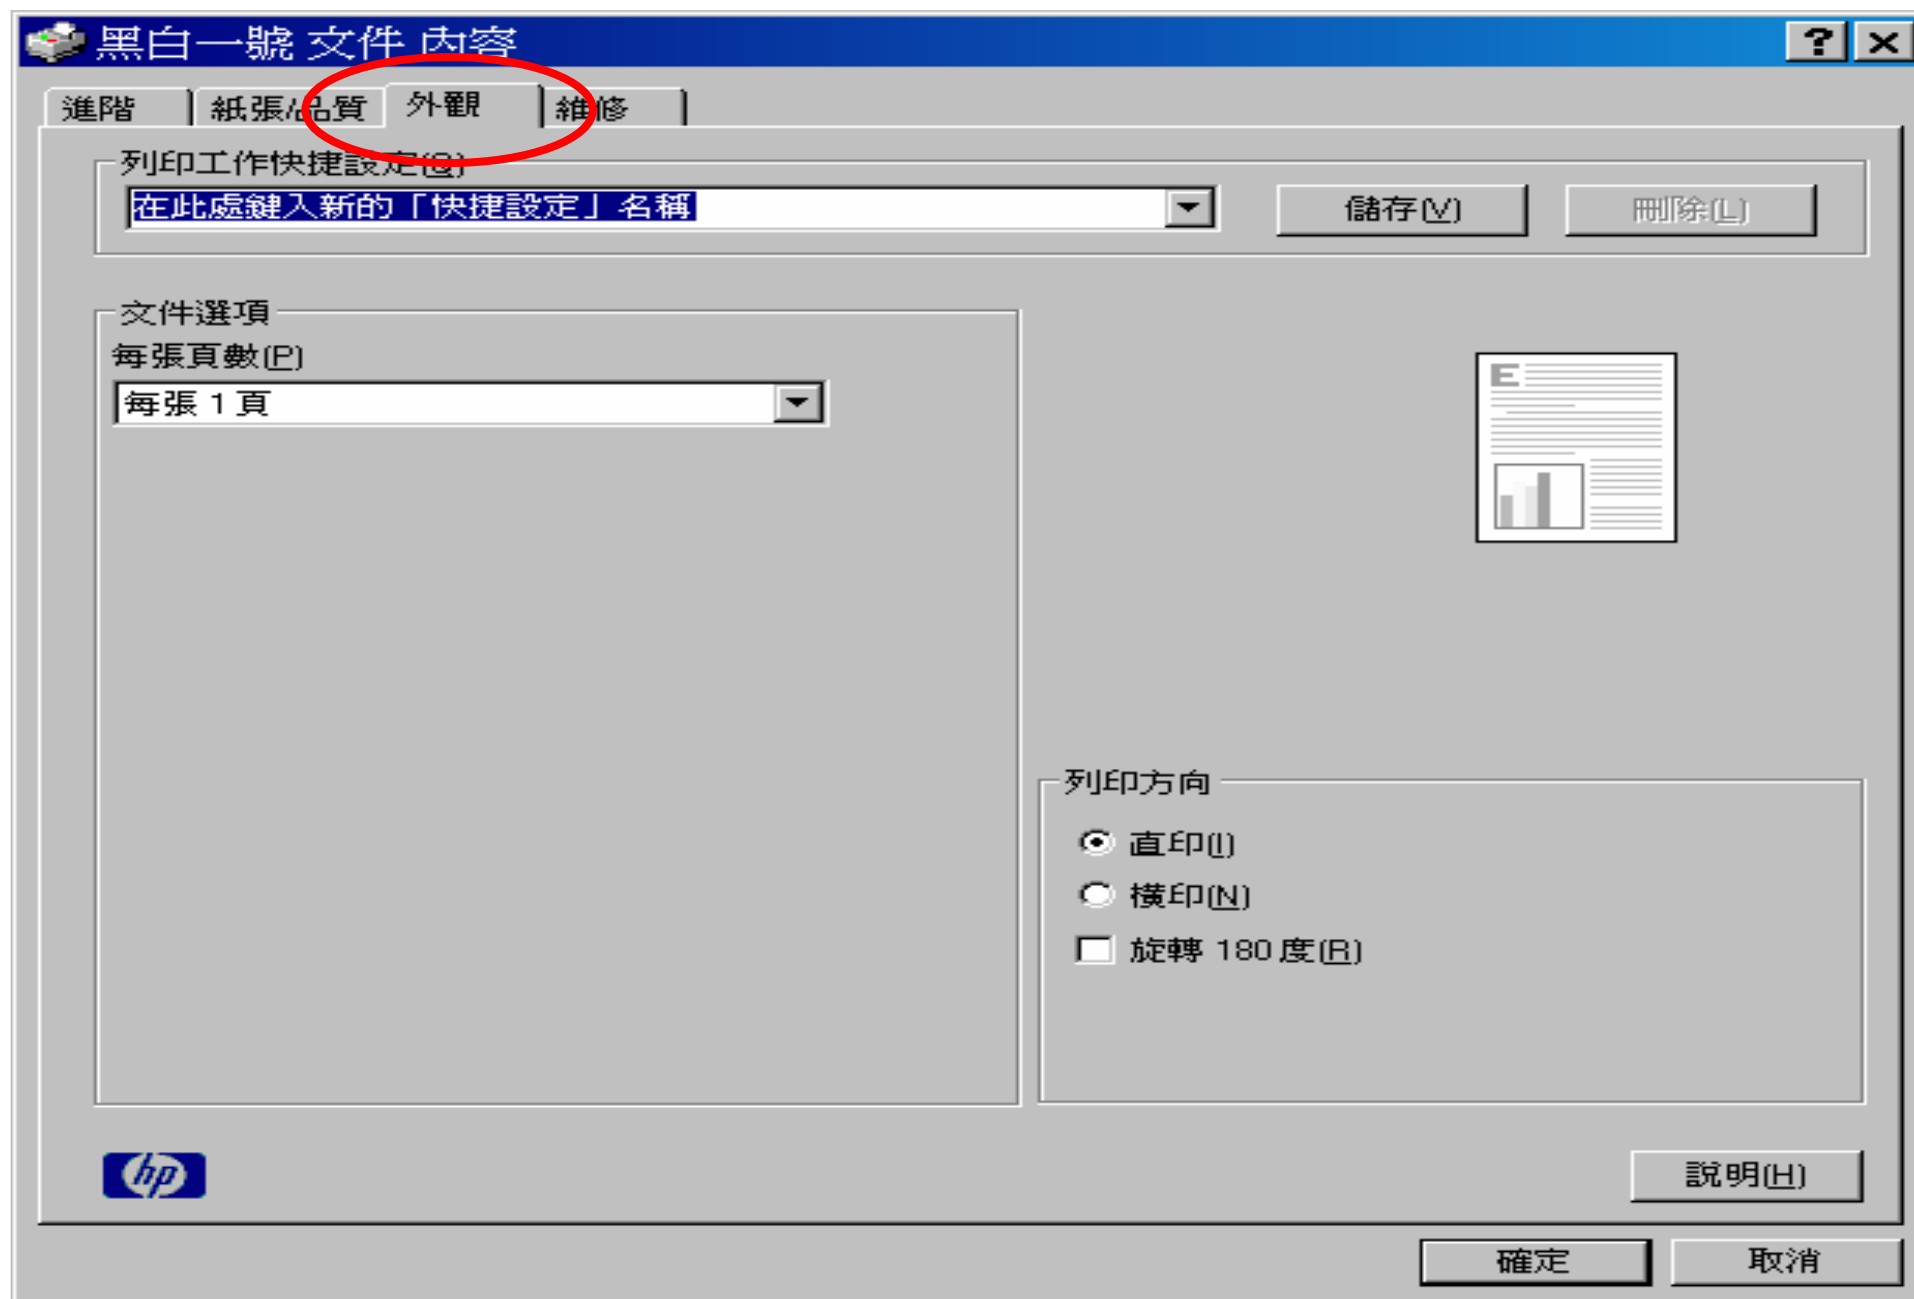 黑白一號 文件 內容
進階 紙張/品質 外觀 維修
列印工作快捷設定(Q)
在此處鍵入新的「快捷設定」名稱 儲存(V) 刪除(L)
文件選項
每張頁數(P)
每張 1 頁
E
列印方向
直印(I)
橫印(N)
旋轉 180 度(R)
hp
說明(H)
確定 取消